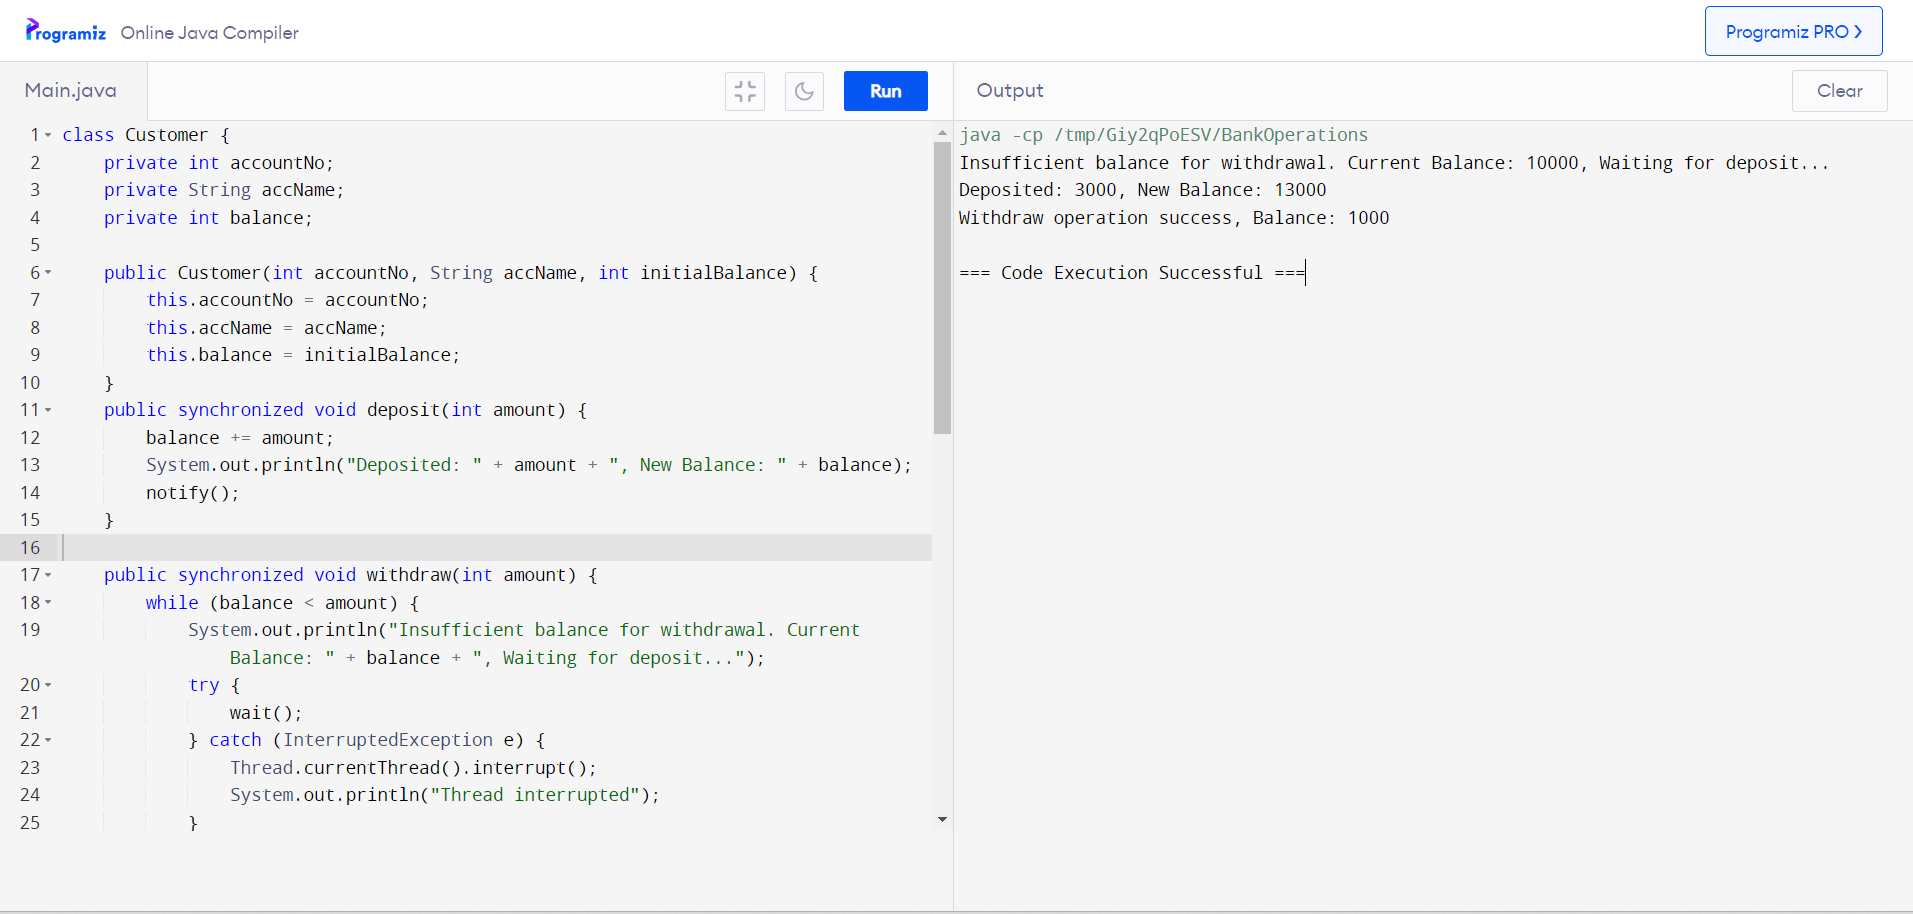 Programiz Online Java Compiler
Programiz PRO
Main.java
Run
Output
Clear
1 class Customer {
2 private int accountNo;
3 private String accName;
4 private int balance;
5
6 public Customer(int accountNo, String accName, int initialBalance) {
7 this.accountNo = accountNo;
8 this.accName = accName;
9 this.balance = initialBalance;
10 }
11 public synchronized void deposit(int amount) {
12 balance += amount;
13 System.out.println("Deposited: " + amount + ", New Balance: " + balance);
14 notify();
15 }
16
17 public synchronized void withdraw(int amount) {
18 while (balance < amount) {
19 System.out.println("Insufficient balance for withdrawal. Current
Balance: " + balance + ", Waiting for deposit...");
20 try {
21 wait();
22 } catch (InterruptedException e) {
23 Thread.currentThread().interrupt();
24 System.out.println("Thread interrupted");
25 }
java -cp /tmp/Giy2qPoESV/BankOperations
Insufficient balance for withdrawal. Current Balance: 10000, Waiting for deposit...
Deposited: 3000, New Balance: 13000
Withdraw operation success, Balance: 1000
=== Code Execution Successful ===